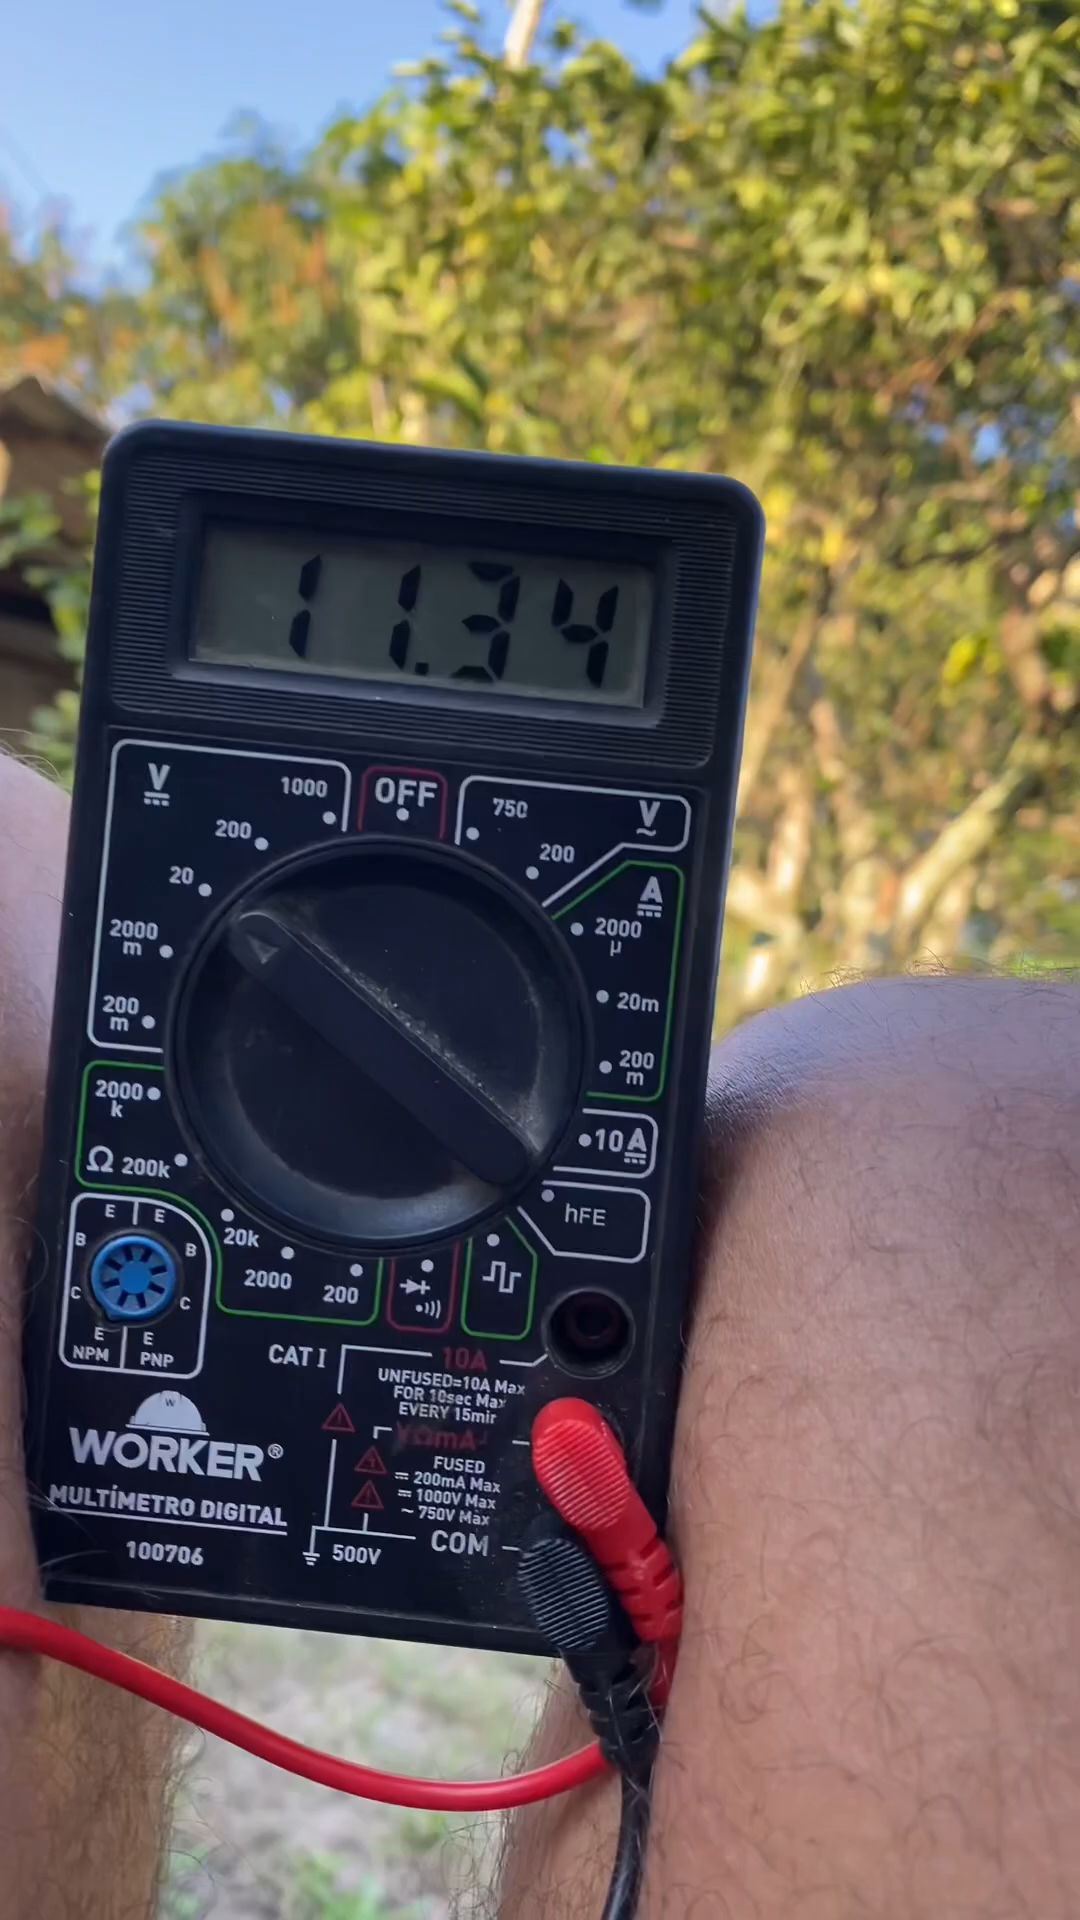 11.34
V
1000
OFF
750
V
200
200
20
A
2000
m
2000
μ
200
m
20m
200
m
2000
k
10A
Ω 200k
hFE
20k
2000
200
E E
B B
C C
E E
NPM PNP
CAT I
10A
UNFUSED=10A Max
FOR 10sec Max
EVERY 15min
VΩmA
FUSED
200mA Max
1000V Max
~ 750V Max
COM
500V
W
WORKER®
MULTÍMETRO DIGITAL
100706